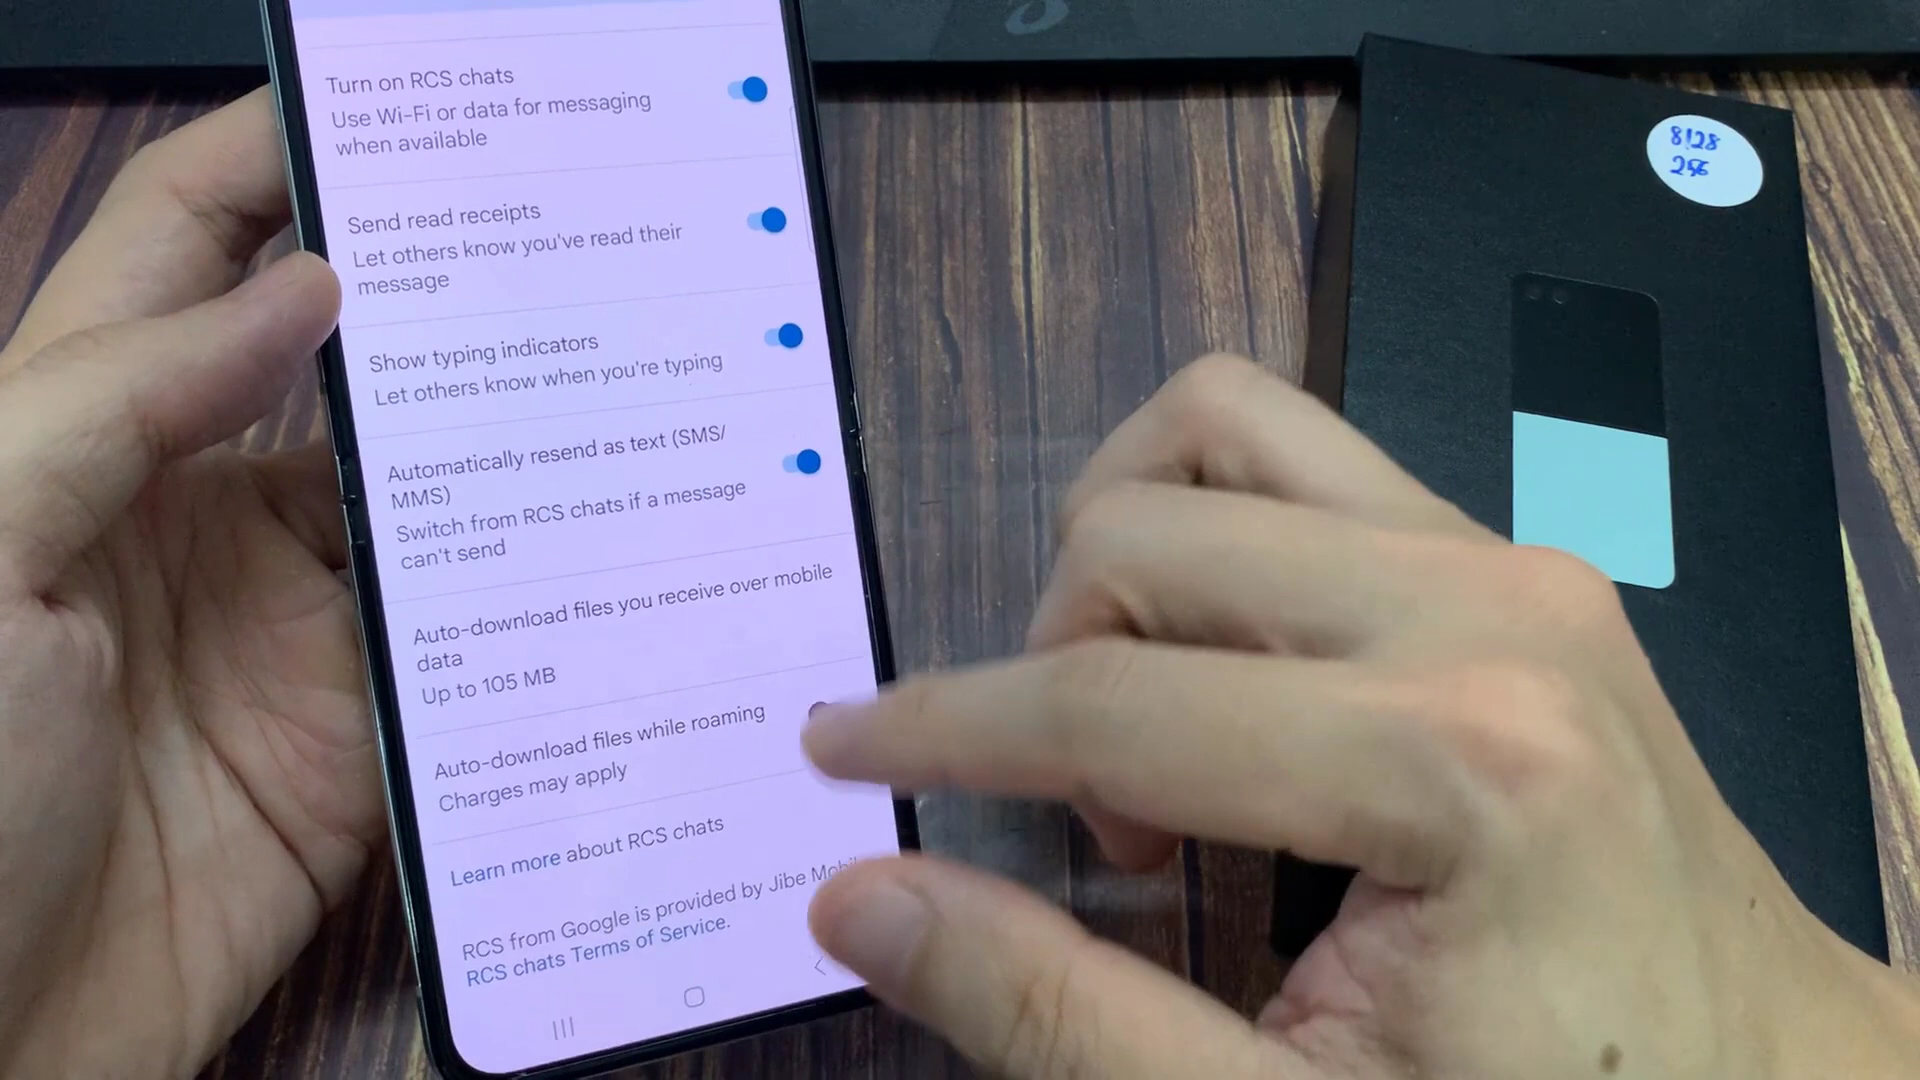 Turn on RCS chats
Use Wi-Fi or data for messaging
when available
Send read receipts
Let others know you've read their
message
Show typing indicators
Let others know when you're typing
Automatically resend as text (SMS/
MMS)
Switch from RCS chats if a message
can't send
Auto-download files you receive over mobile
data
Up to 105 MB
Auto-download files while roaming
Charges may apply
Learn more about RCS chats
RCS from Google is provided by Jibe
RCS chats Terms of Service.
8128
256